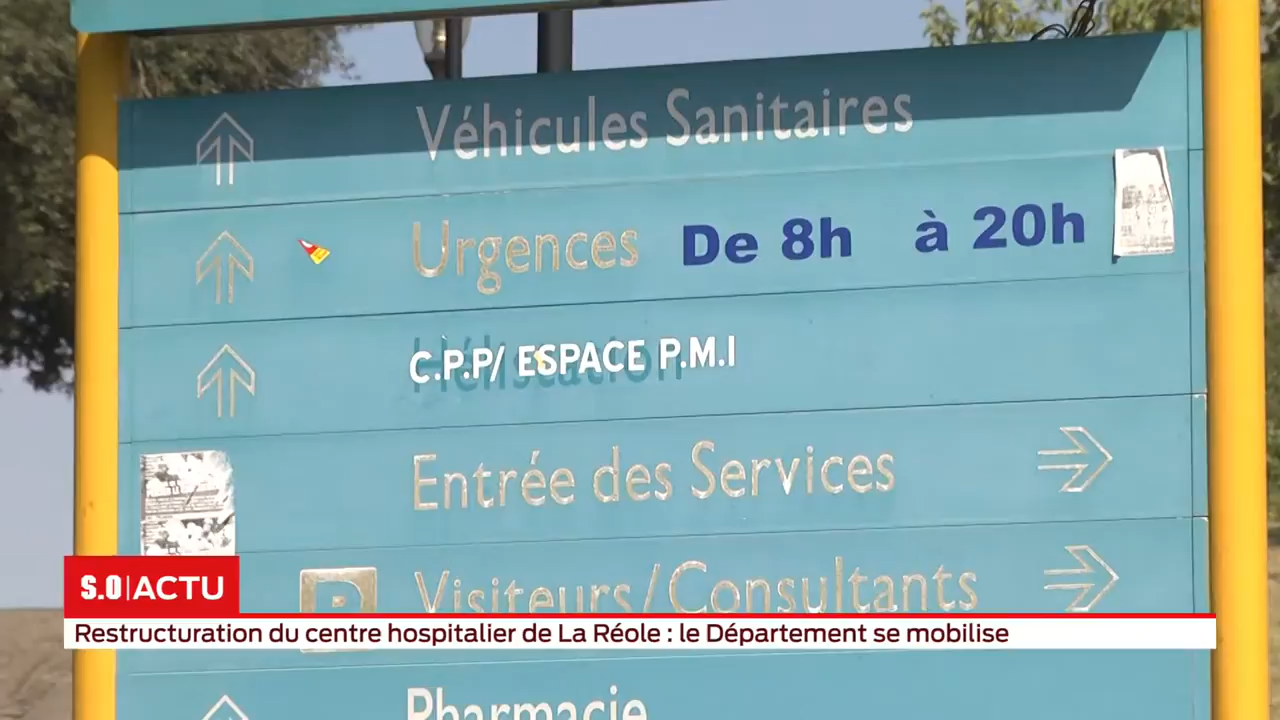 Véhicules Sanitaires
Urgences De 8h à 20h
C.P.P/ ESPACE P.M.I
Hélistation
Entrée des Services
P Visiteurs/Consultants
S.O|ACTU
Restructuration du centre hospitalier de La Réole : le Département se mobilise
Pharmacie